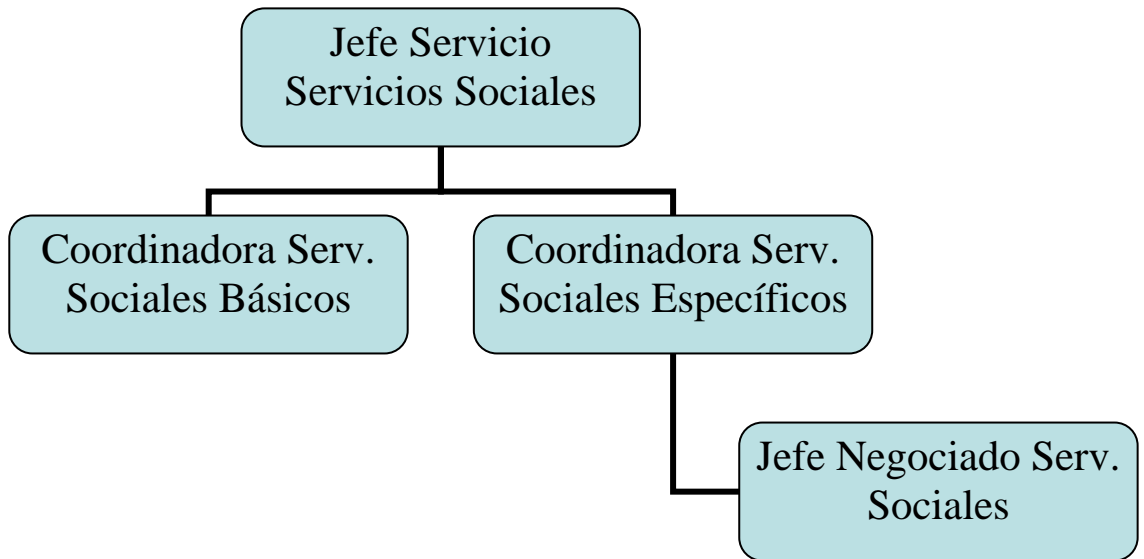 Jefe Servicio
Servicios Sociales
Coordinadora Serv.
Sociales Básicos
Coordinadora Serv.
Sociales Específicos
Jefe Negociado Serv.
Sociales